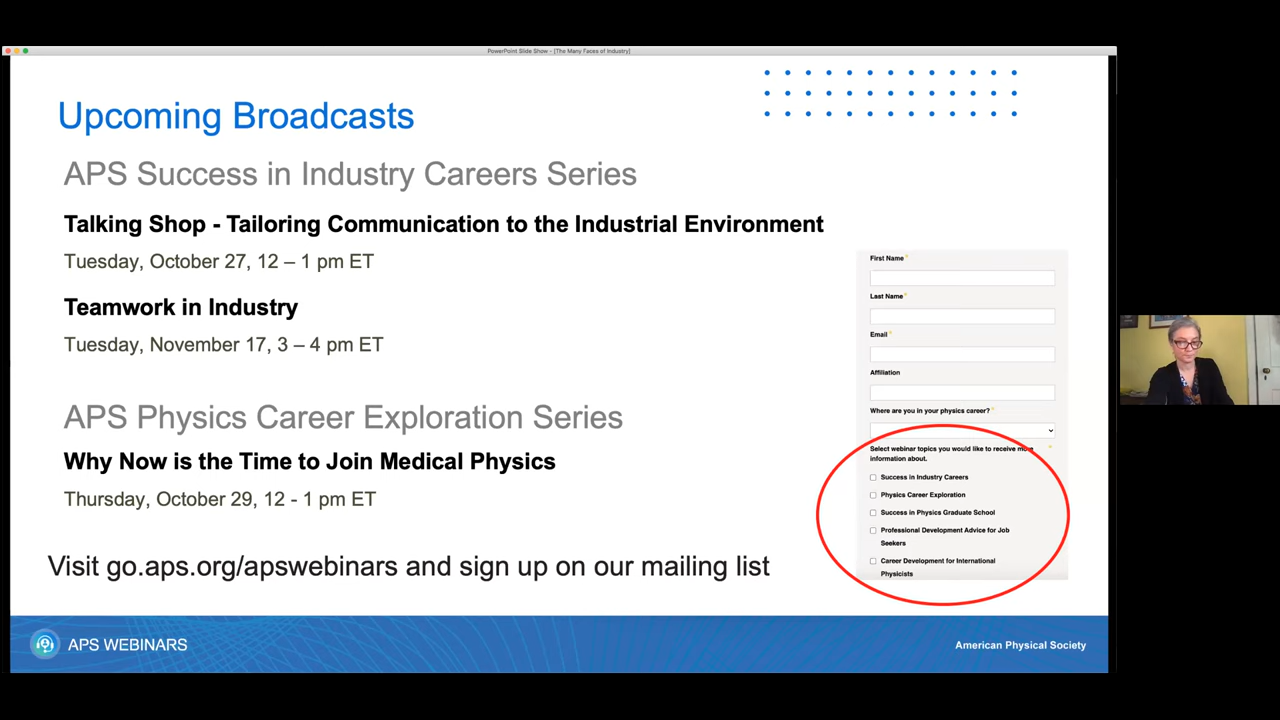 PowerPoint Slide Show - [The Many Faces of Industry]
Upcoming Broadcasts
APS Success in Industry Careers Series
Talking Shop - Tailoring Communication to the Industrial Environment
Tuesday, October 27, 12 – 1 pm ET
Teamwork in Industry
Tuesday, November 17, 3 – 4 pm ET
APS Physics Career Exploration Series
Why Now is the Time to Join Medical Physics
Thursday, October 29, 12 - 1 pm ET
Visit go.aps.org/apswebinars and sign up on our mailing list
First Name *
Last Name *
Email *
Affiliation
Where are you in your physics career? *
Select webinar topics you would like to receive more *
information about.
Success in Industry Careers
Physics Career Exploration
Success in Physics Graduate School
Professional Development Advice for Job
Seekers
Career Development for International
Physicists
APS WEBINARS
American Physical Society